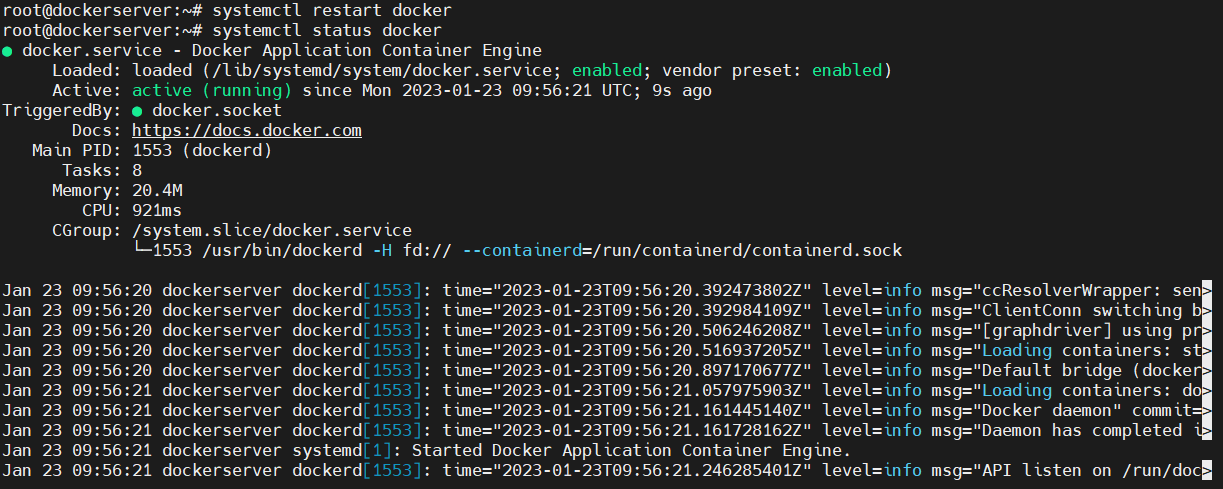 root@dockerserver:~# systemctl restart docker
root@dockerserver:~# systemctl status docker
● docker.service - Docker Application Container Engine
     Loaded: loaded (/lib/systemd/system/docker.service; enabled; vendor preset: enabled)
     Active: active (running) since Mon 2023-01-23 09:56:21 UTC; 9s ago
TriggeredBy: ● docker.socket
       Docs: https://docs.docker.com
   Main PID: 1553 (dockerd)
      Tasks: 8
     Memory: 20.4M
        CPU: 921ms
     CGroup: /system.slice/docker.service
             └─1553 /usr/bin/dockerd -H fd:// --containerd=/run/containerd/containerd.sock
Jan 23 09:56:20 dockerserver dockerd[1553]: time="2023-01-23T09:56:20.392473802Z" level=info msg="ccResolverWrapper: sen>
Jan 23 09:56:20 dockerserver dockerd[1553]: time="2023-01-23T09:56:20.392984109Z" level=info msg="ClientConn switching b>
Jan 23 09:56:20 dockerserver dockerd[1553]: time="2023-01-23T09:56:20.506246208Z" level=info msg="[graphdriver] using pr>
Jan 23 09:56:20 dockerserver dockerd[1553]: time="2023-01-23T09:56:20.516937205Z" level=info msg="Loading containers: st>
Jan 23 09:56:20 dockerserver dockerd[1553]: time="2023-01-23T09:56:20.897170677Z" level=info msg="Default bridge (docker>
Jan 23 09:56:21 dockerserver dockerd[1553]: time="2023-01-23T09:56:21.057975903Z" level=info msg="Loading containers: do>
Jan 23 09:56:21 dockerserver dockerd[1553]: time="2023-01-23T09:56:21.161445140Z" level=info msg="Docker daemon" commit=>
Jan 23 09:56:21 dockerserver dockerd[1553]: time="2023-01-23T09:56:21.161728162Z" level=info msg="Daemon has completed i>
Jan 23 09:56:21 dockerserver systemd[1]: Started Docker Application Container Engine.
Jan 23 09:56:21 dockerserver dockerd[1553]: time="2023-01-23T09:56:21.246285401Z" level=info msg="API listen on /run/doc>